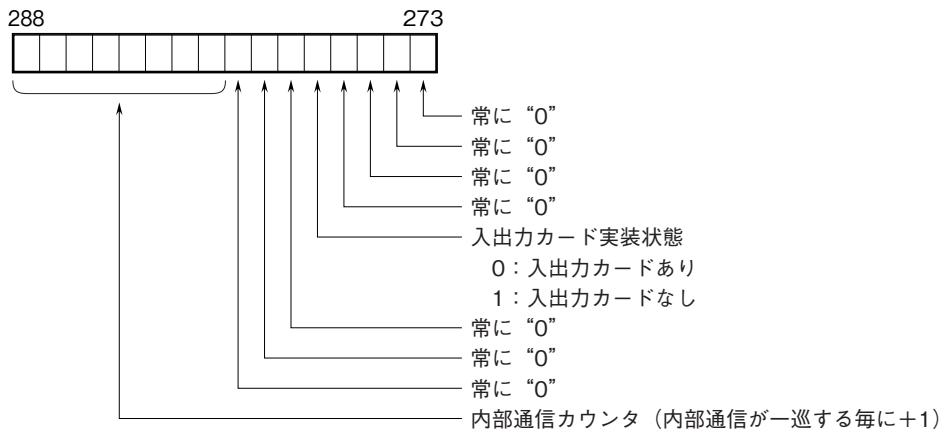 288 273
常に“0”
常に“0”
常に“0”
常に“0”
入出力カード実装状態
0：入出力カードあり
1：入出力カードなし
常に“0”
常に“0”
常に“0”
内部通信カウンタ（内部通信が一巡する毎に＋1）